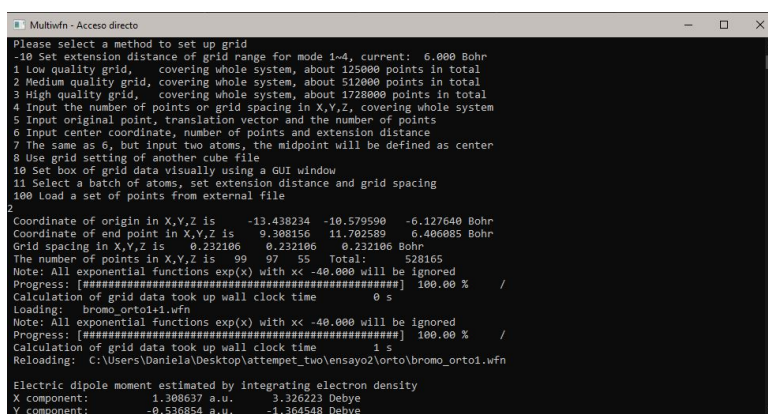 Multiwfn - Acceso directo
Please select a method to set up grid
-10 Set extension distance of grid range for mode 1~4, current:  6.000 Bohr
1 Low quality grid,    covering whole system, about 125000 points in total
2 Medium quality grid, covering whole system, about 512000 points in total
3 High quality grid,   covering whole system, about 1728000 points in total
4 Input the number of points or grid spacing in X,Y,Z, covering whole system
5 Input original point, translation vector and the number of points
6 Input center coordinate, number of points and extension distance
7 The same as 6, but input two atoms, the midpoint will be defined as center
8 Use grid setting of another cube file
10 Set box of grid data visually using a GUI window
11 Select a batch of atoms, set extension distance and grid spacing
100 Load a set of points from external file
2
Coordinate of origin in X,Y,Z is     -13.438234  -10.579590   -6.127640 Bohr
Coordinate of end point in X,Y,Z is    9.308156   11.702589    6.406085 Bohr
Grid spacing in X,Y,Z is    0.232106    0.232106    0.232106 Bohr
The number of points in X,Y,Z is   99   97   55  Total:      528165
Note: All exponential functions exp(x) with x< -40.000 will be ignored
Progress: [##################################################]  100.00 %     /
Calculation of grid data took up wall clock time         0 s
Loading:   bromo_orto1+1.wfn
Note: All exponential functions exp(x) with x< -40.000 will be ignored
Progress: [##################################################]  100.00 %     /
Calculation of grid data took up wall clock time         1 s
Reloading:  C:\Users\Daniela\Desktop\attempet_two\ensayo2\orto\bromo_orto1.wfn
Electric dipole moment estimated by integrating electron density
X component:        1.308637 a.u.      3.326223 Debye
Y component:       -0.536854 a.u.     -1.364548 Debye